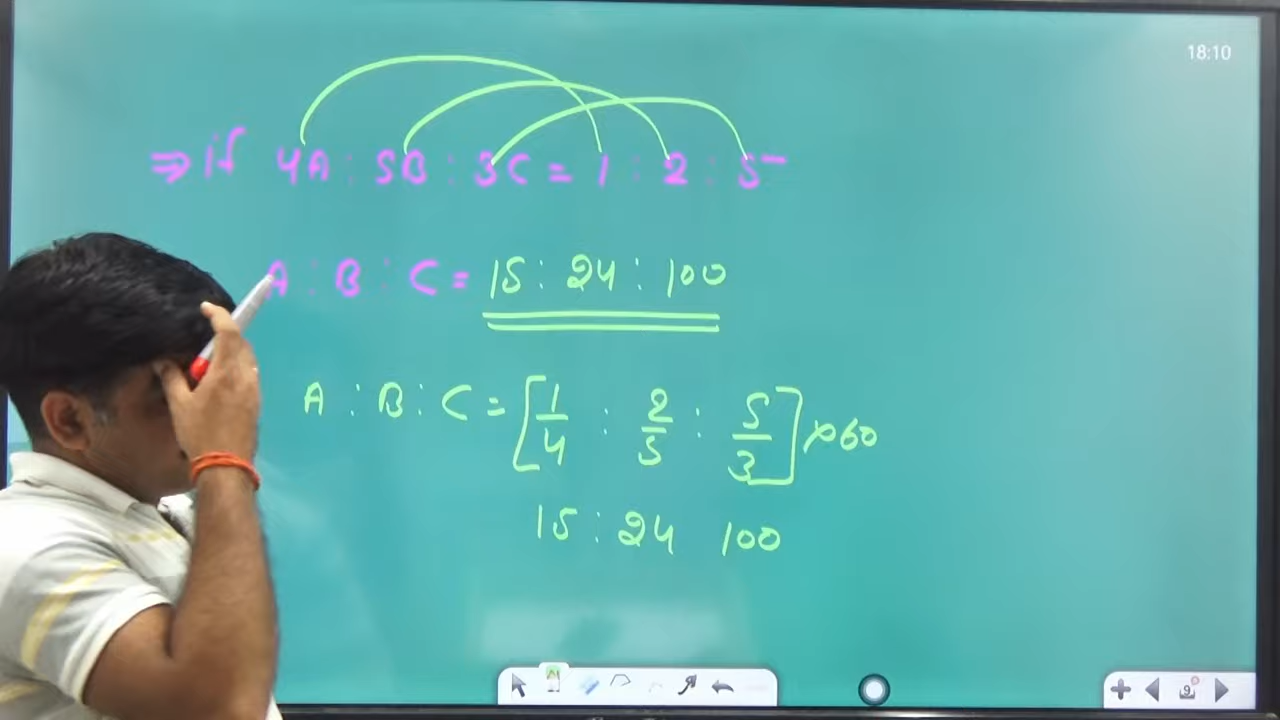 18:10
⇒ if 4A : 5B : 3C = 1 : 2 : 5
A : B : C = 15 : 24 : 100
A : B : C = [1/4 : 2/5 : 5/3] × 60
15 : 24 100